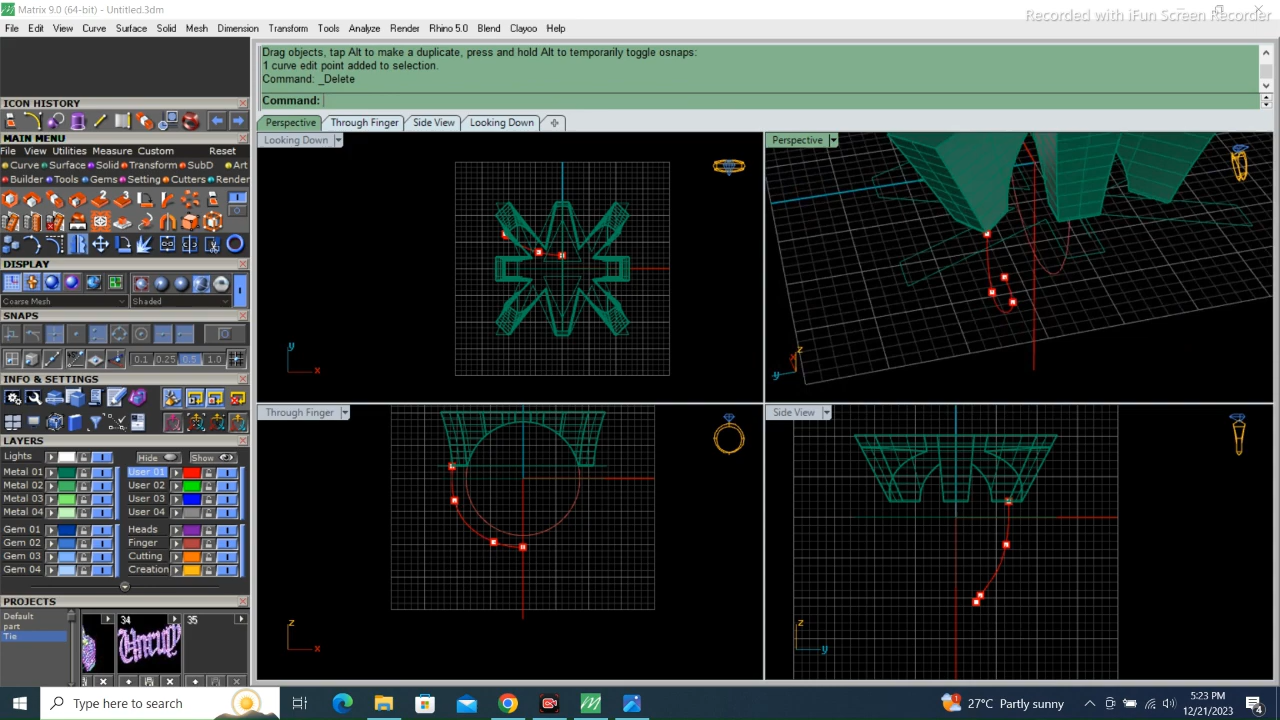 Matrix 9.0 (64-bit) - Untitled.3dm
Recorded with iFun Screen Recorder
File Edit View Curve Surface Solid Mesh Dimension Transform Tools Analyze Render Rhino 5.0 Blend Clayoo Help
Drag objects, tap Alt to make a duplicate, press and hold Alt to temporarily toggle osnaps:
1 curve edit point added to selection.
Command: _Delete
Command:
ICON HISTORY
MAIN MENU
File View Utilities Measure Custom Reset
Curve Surface Solid Transform SubD Art
Builder Tools Gems Setting Cutters Render
DISPLAY
Coarse Mesh Shaded
SNAPS
0.1 0.25 0.5 1.0
INFO & SETTINGS
LAYERS
Lights Hide Show
Metal 01 User 01
Metal 02 User 02
Metal 03 User 03
Metal 04 User 04
Gem 01 Heads
Gem 02 Finger
Gem 03 Cutting
Gem 04 Creation
PROJECTS
Default
part
Tie
34 35
Perspective Through Finger Side View Looking Down
Looking Down
y
x
Perspective
z
x
y
Through Finger
z
x
Side View
z
y
Type here to search
1
27°C Partly sunny
5:23 PM
12/21/2023
4